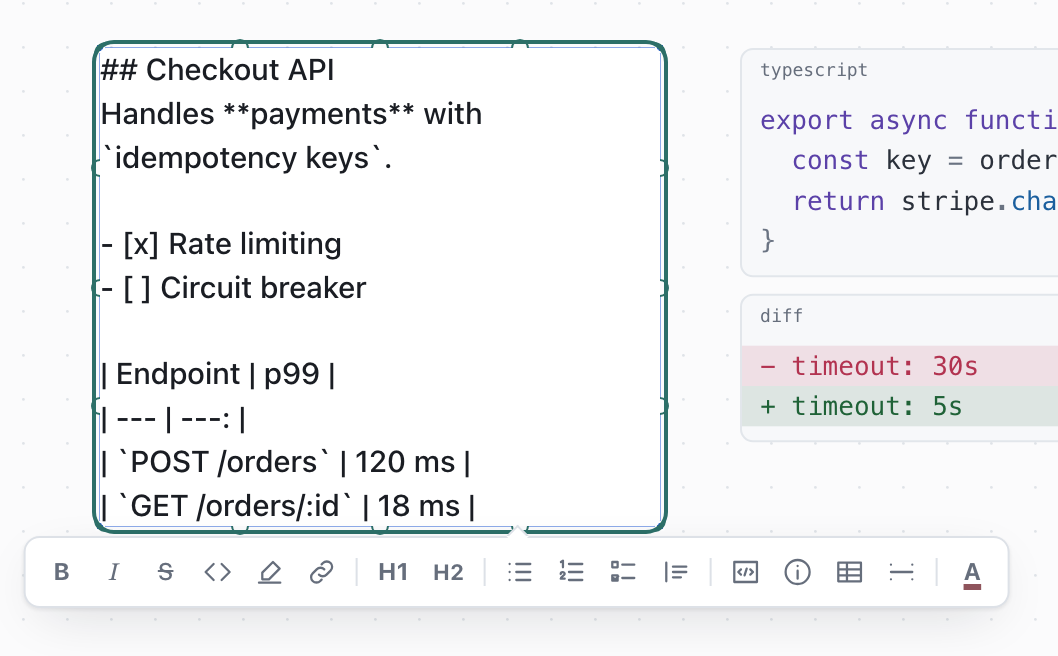 ## Checkout API
Handles **payments** with
`idempotency keys`.
- [x] Rate limiting
- [ ] Circuit breaker
| Endpoint | p99 |
| --- | ---: |
| `POST /orders` | 120 ms |
| `GET /orders/:id` | 18 ms |
typescript
export async functi
const key = order
return stripe.cha
}
diff
- timeout: 30s
+ timeout: 5s
B I S H1 H2 A